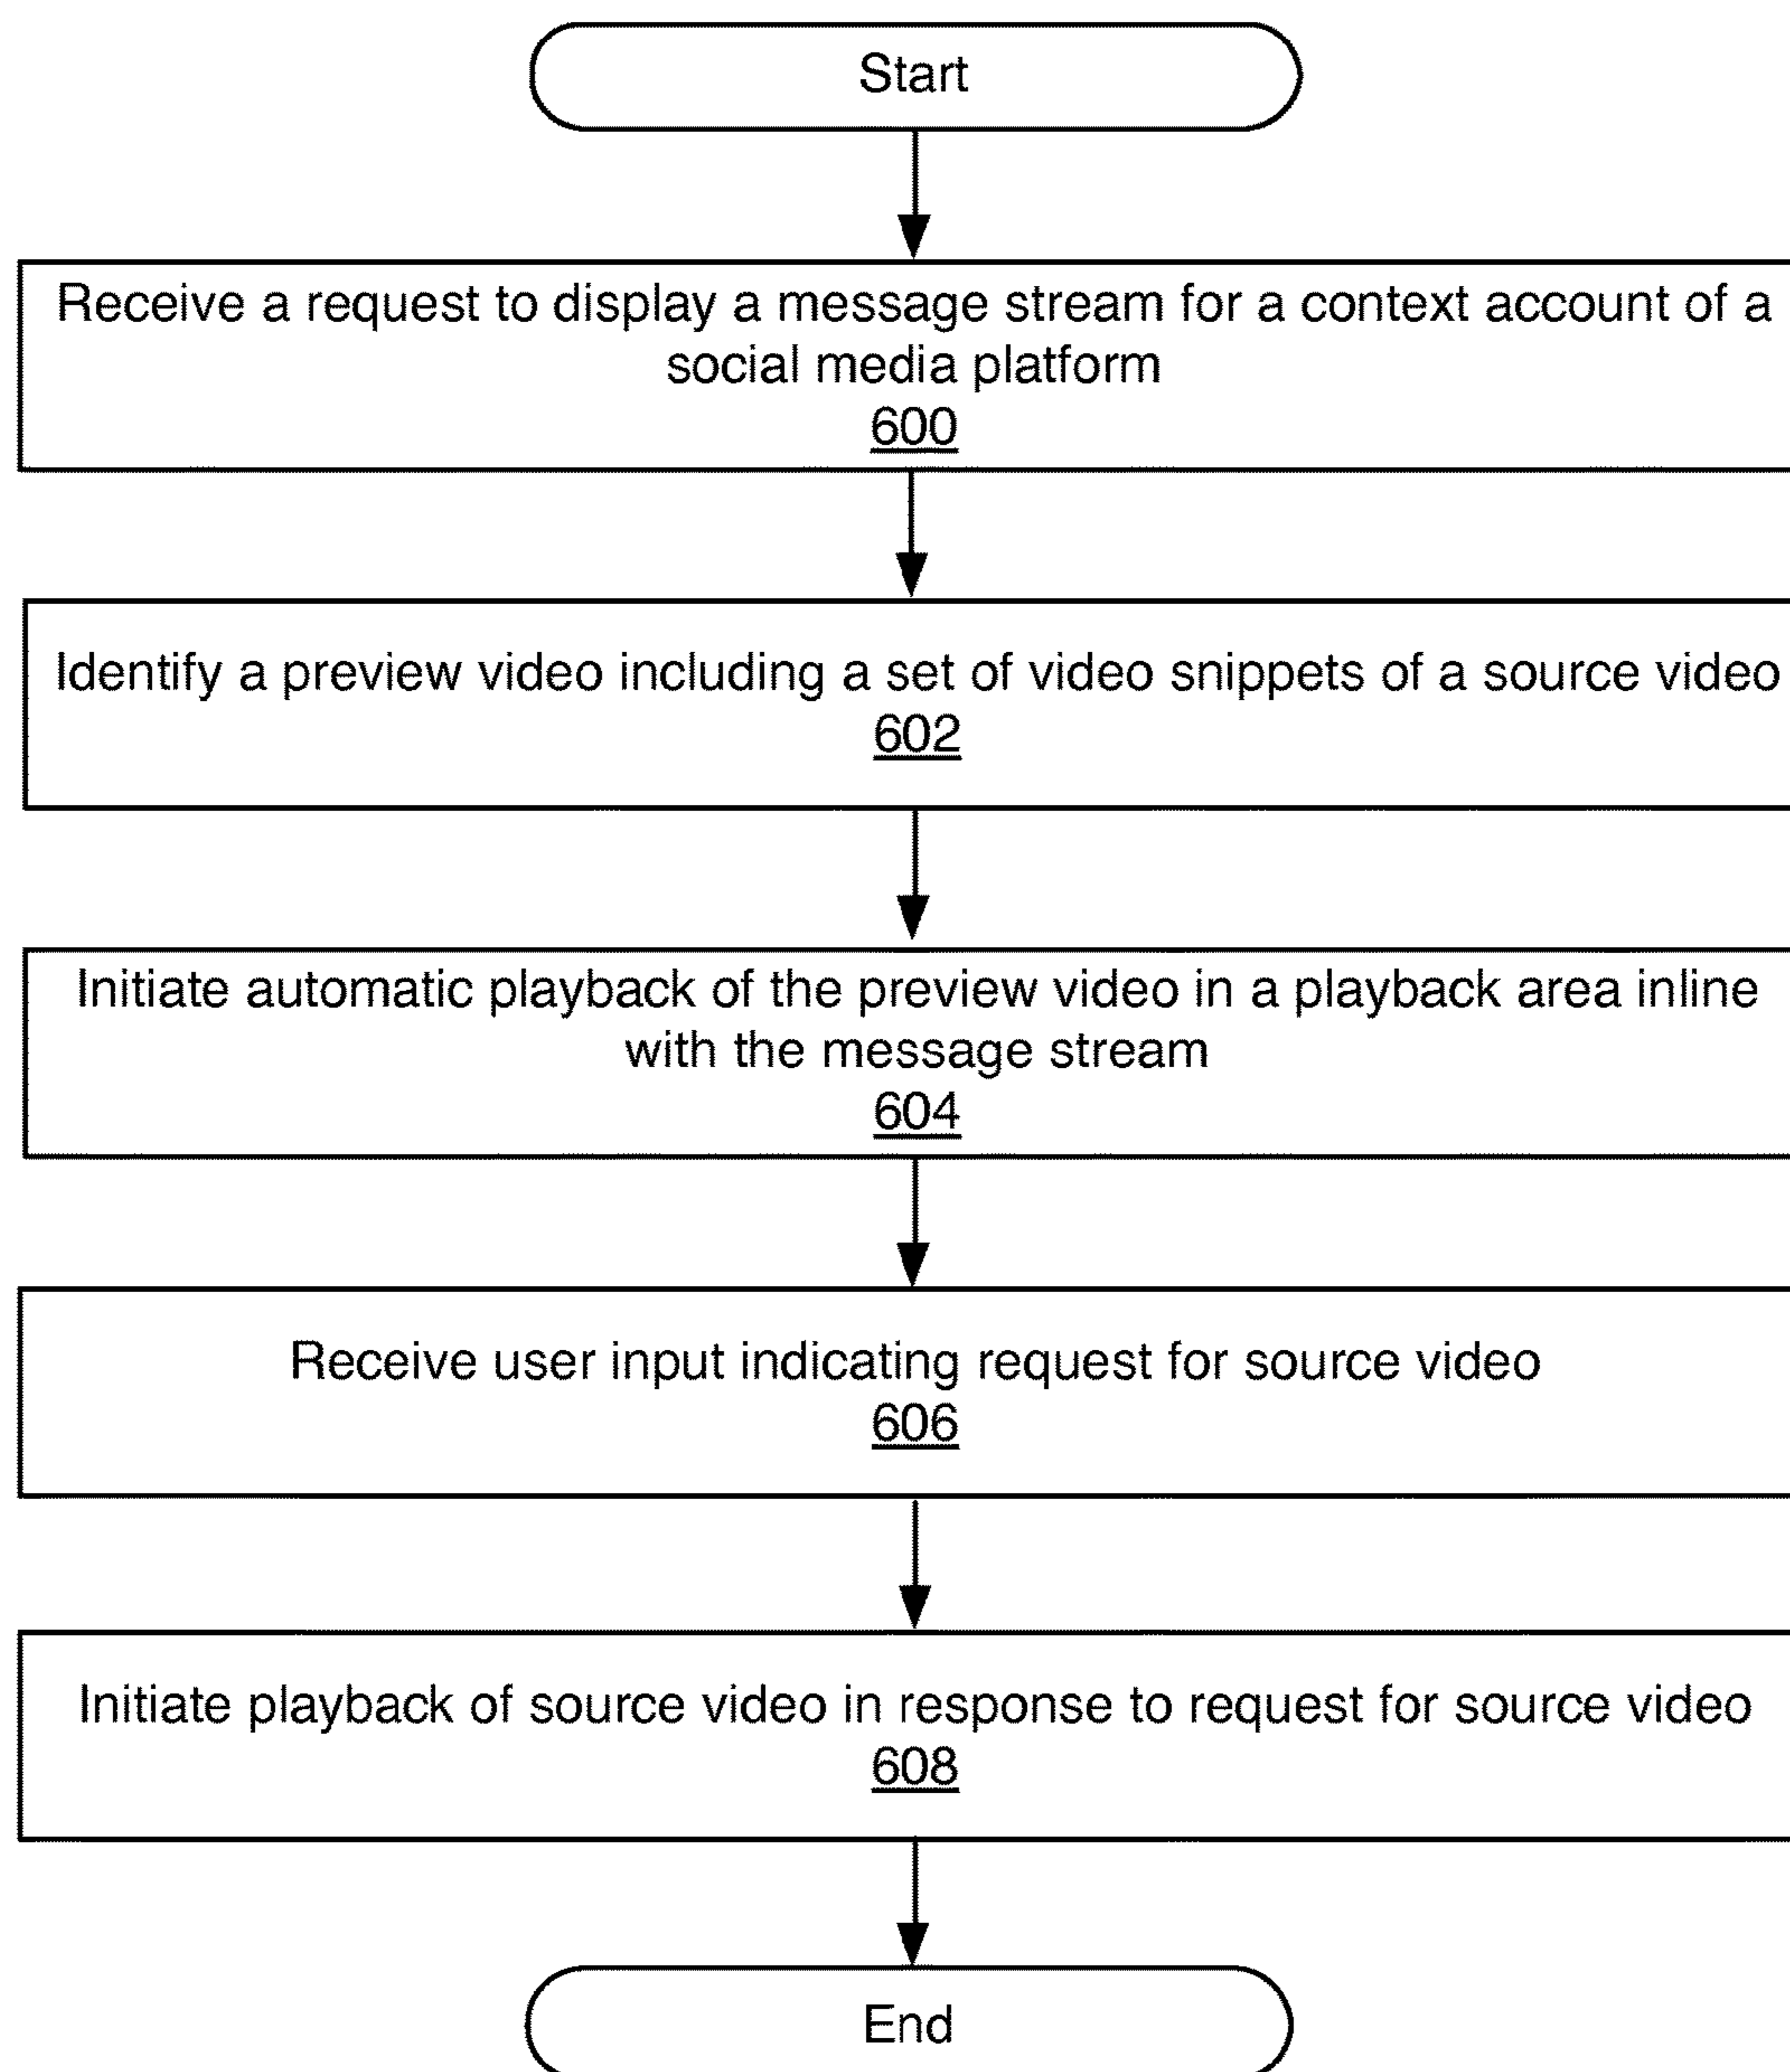 Start
Receive a request to display a message stream for a context account of a
social media platform
600
Identify a preview video including a set of video snippets of a source video
602
Initiate automatic playback of the preview video in a playback area inline
with the message stream
604
Receive user input indicating request for source video
606
Initiate playback of source video in response to request for source video
608
End